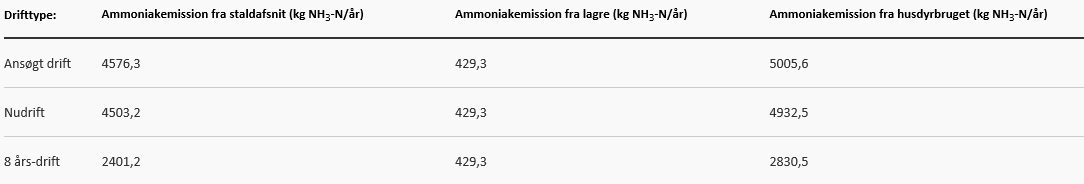 Drifttype: Ammoniakemission fra staldafsnit (kg NH3-N/år) Ammoniakemission fra lagre (kg NH3-N/år) Ammoniakemission fra husdyrbruget (kg NH3-N/år)
Ansøgt drift 4576,3 429,3 5005,6
Nudrift 4503,2 429,3 4932,5
8 års-drift 2401,2 429,3 2830,5